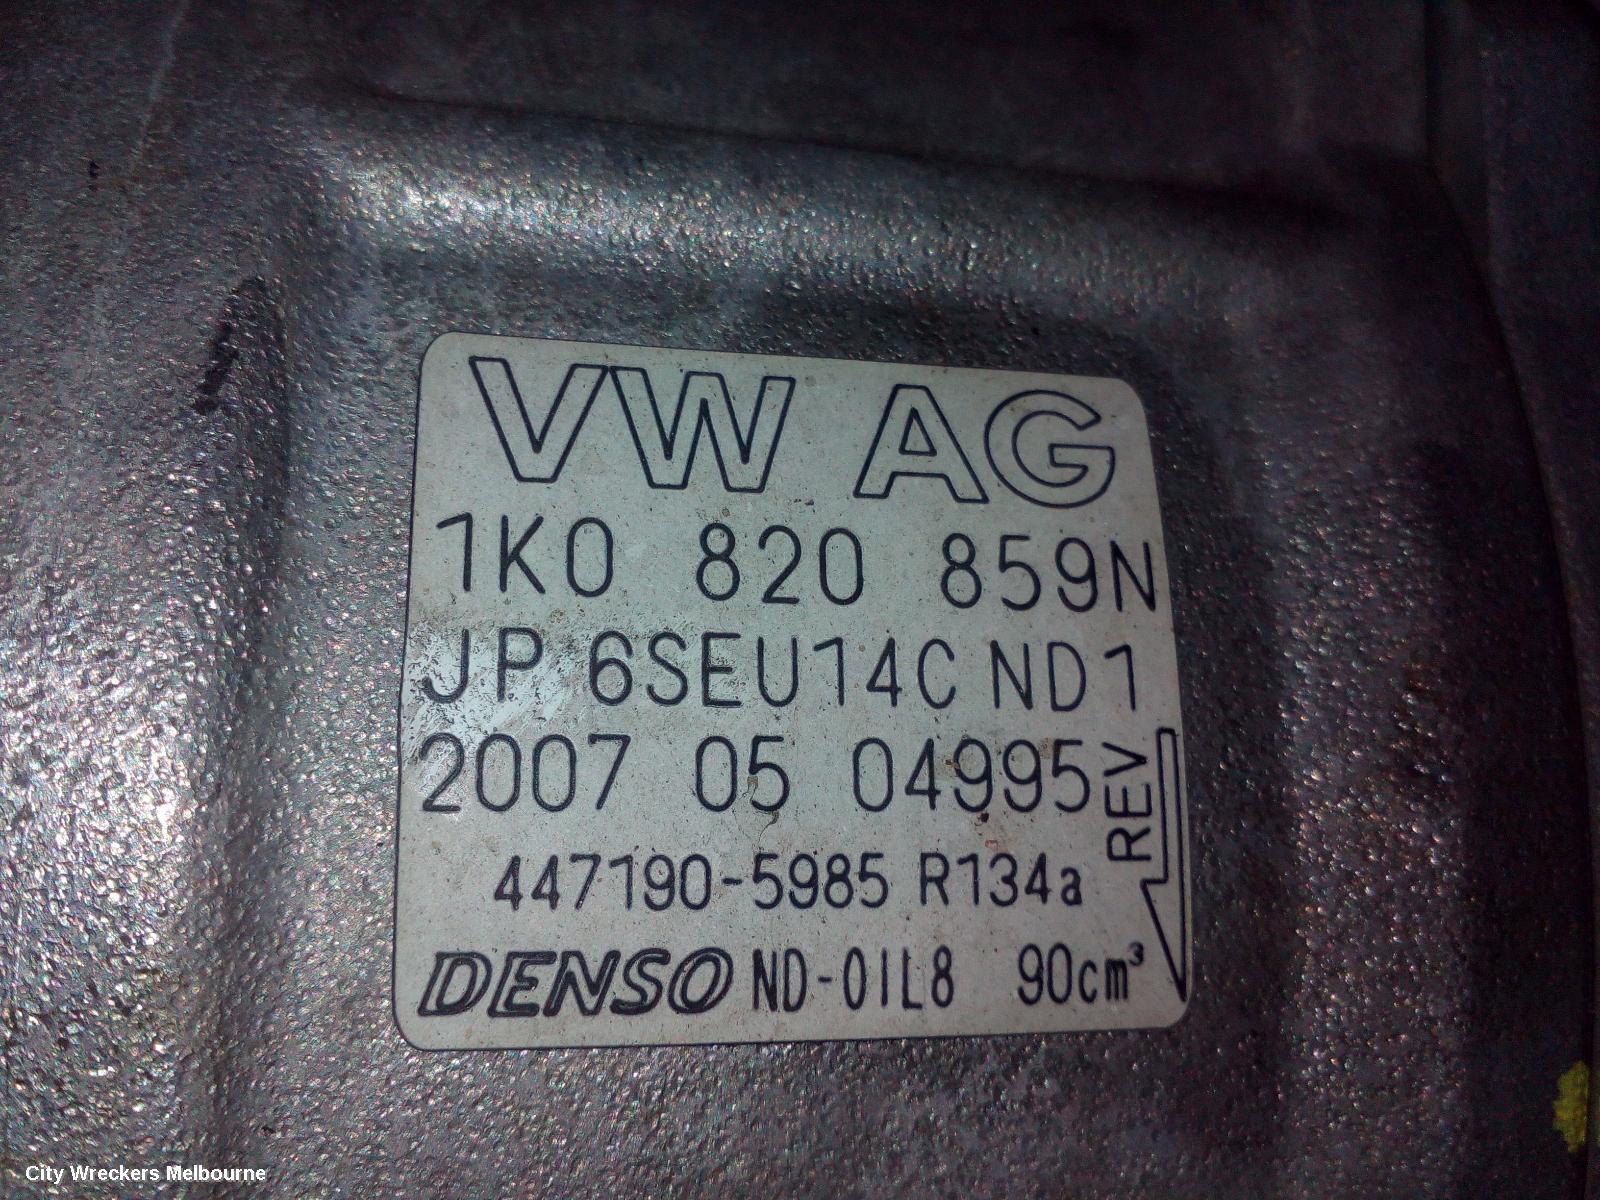 VW AG
1K0 820 859N
JP 6SEU14C ND1
2007 05 04995
REV
447190-5985 R134a
DENSO ND-OIL8 90cm³
City Wreckers Melbourne